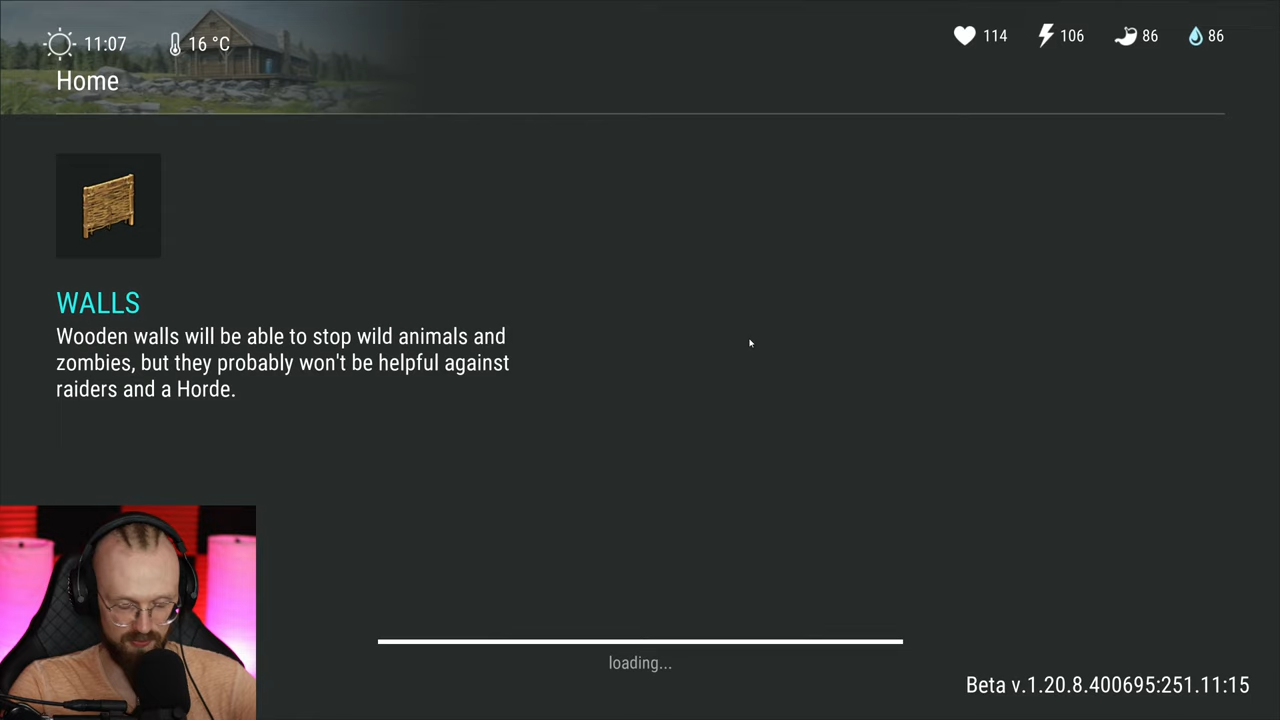 11:07 16 °C 114 106 86 86
Home
WALLS
Wooden walls will be able to stop wild animals and
zombies, but they probably won't be helpful against
raiders and a Horde.
loading...
Beta v.1.20.8.400695:251.11:15